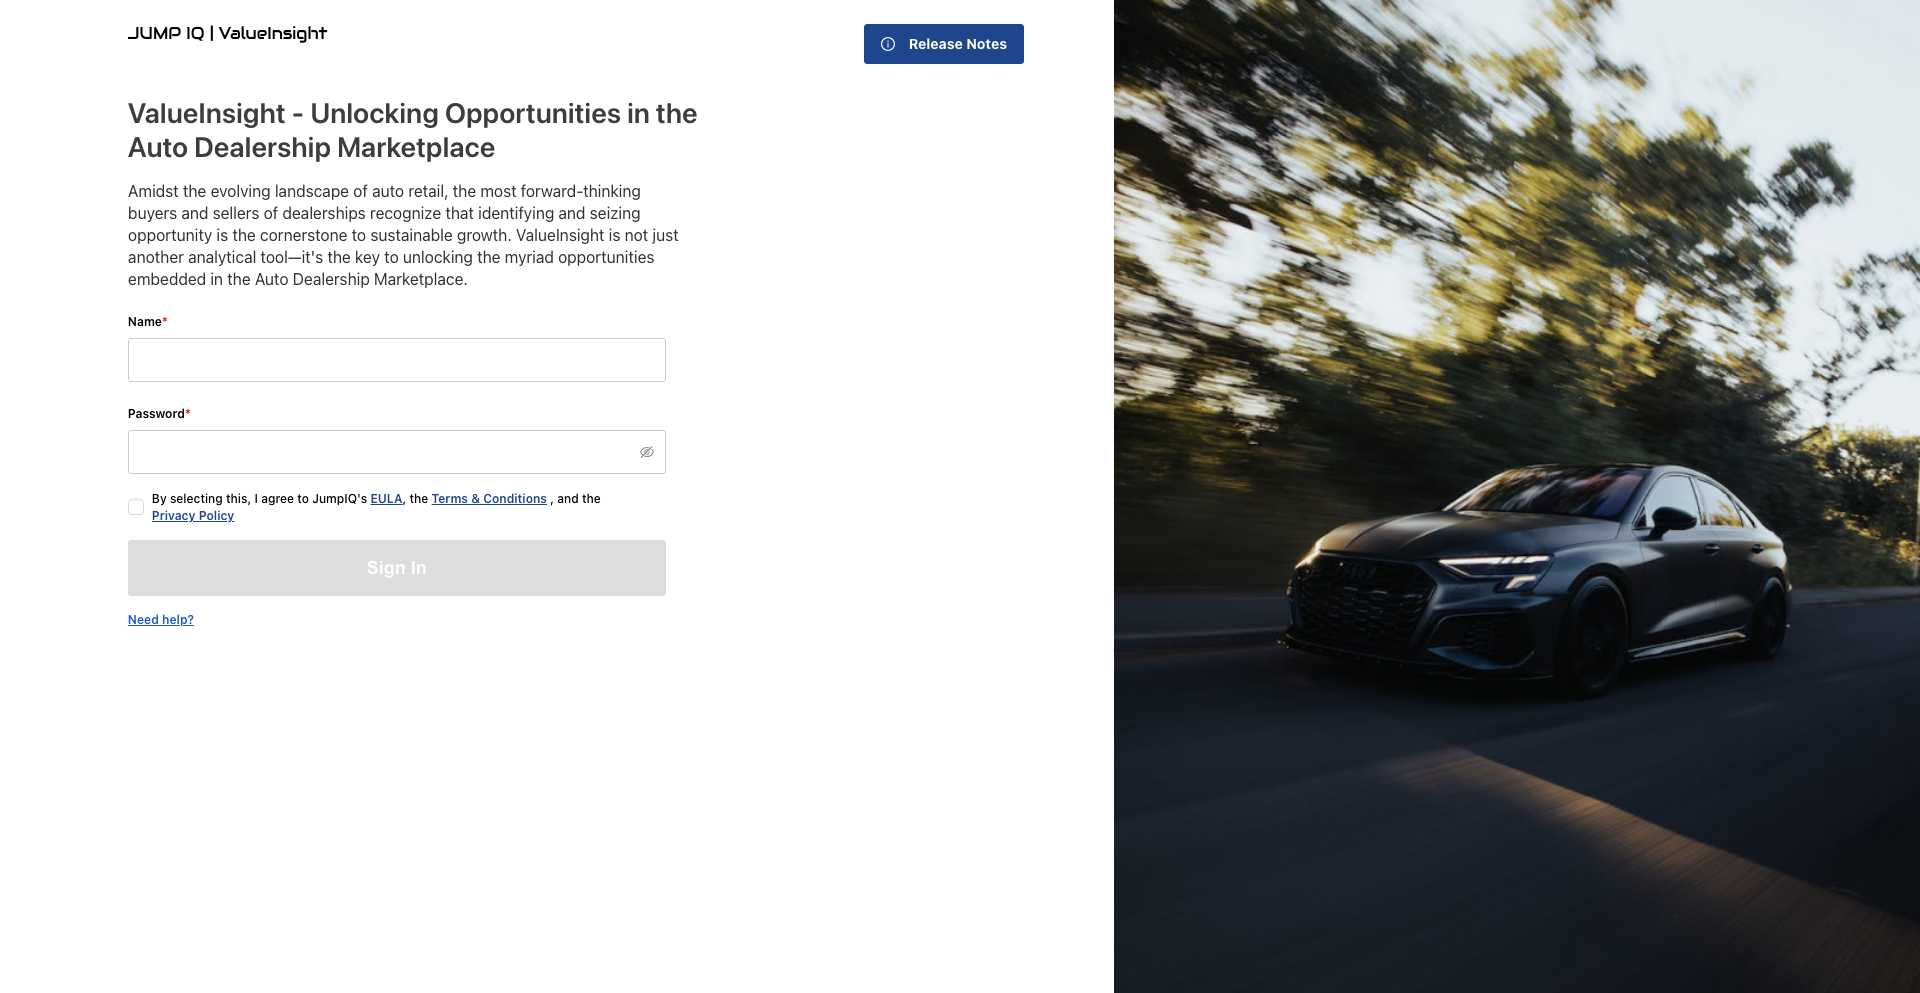 JUMP IQ | ValueInsight
Release Notes
ValueInsight - Unlocking Opportunities in the
Auto Dealership Marketplace
Amidst the evolving landscape of auto retail, the most forward-thinking
buyers and sellers of dealerships recognize that identifying and seizing
opportunity is the cornerstone to sustainable growth. ValueInsight is not just
another analytical tool—it's the key to unlocking the myriad opportunities
embedded in the Auto Dealership Marketplace.
Name*
Password*
By selecting this, I agree to JumpIQ's EULA, the Terms & Conditions , and the
Privacy Policy
Sign In
Need help?